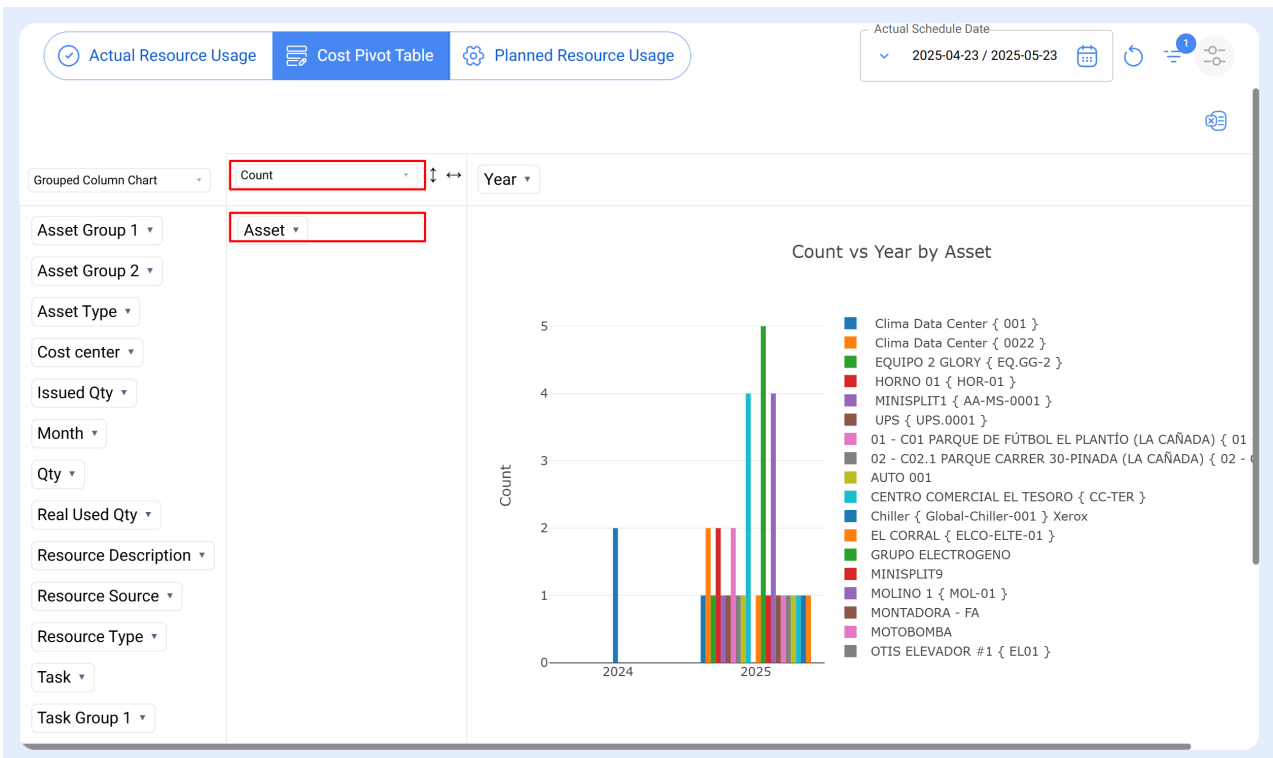 Actual Resource Usage
Cost Pivot Table
Planned Resource Usage
Actual Schedule Date
2025-04-23 / 2025-05-23
1
Grouped Column Chart
Count
Year
Asset Group 1
Asset Group 2
Asset Type
Cost center
Issued Qty
Month
Qty
Real Used Qty
Resource Description
Resource Source
Resource Type
Task
Task Group 1
Asset
Count vs Year by Asset
Count
5
4
3
2
1
0
2024
2025
Clima Data Center { 001 }
Clima Data Center { 0022 }
EQUIPO 2 GLORY { EQ.GG-2 }
HORNO 01 { HOR-01 }
MINISPLIT1 { AA-MS-0001 }
UPS { UPS.0001 }
01 - C01 PARQUE DE FÚTBOL EL PLANTÍO (LA CAÑADA) { 01
02 - C02.1 PARQUE CARRER 30-PINADA (LA CAÑADA) { 02 -
AUTO 001
CENTRO COMERCIAL EL TESORO { CC-TER }
Chiller { Global-Chiller-001 } Xerox
EL CORRAL { ELCO-ELTE-01 }
GRUPO ELECTROGENO
MINISPLIT9
MOLINO 1 { MOL-01 }
MONTADORA - FA
MOTOBOMBA
OTIS ELEVADOR #1 { EL01 }